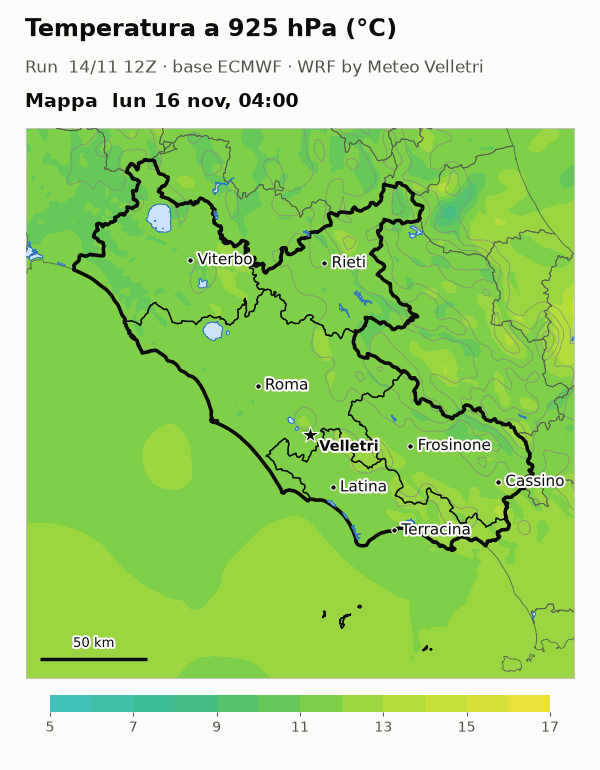 Temperatura a 925 hPa (°C)
Run  14/11 12Z · base ECMWF · WRF by Meteo Velletri
Mappa  lun 16 nov, 04:00
Viterbo
Rieti
Roma
Velletri
Frosinone
Latina
Cassino
Terracina
50 km
5 7 9 11 13 15 17